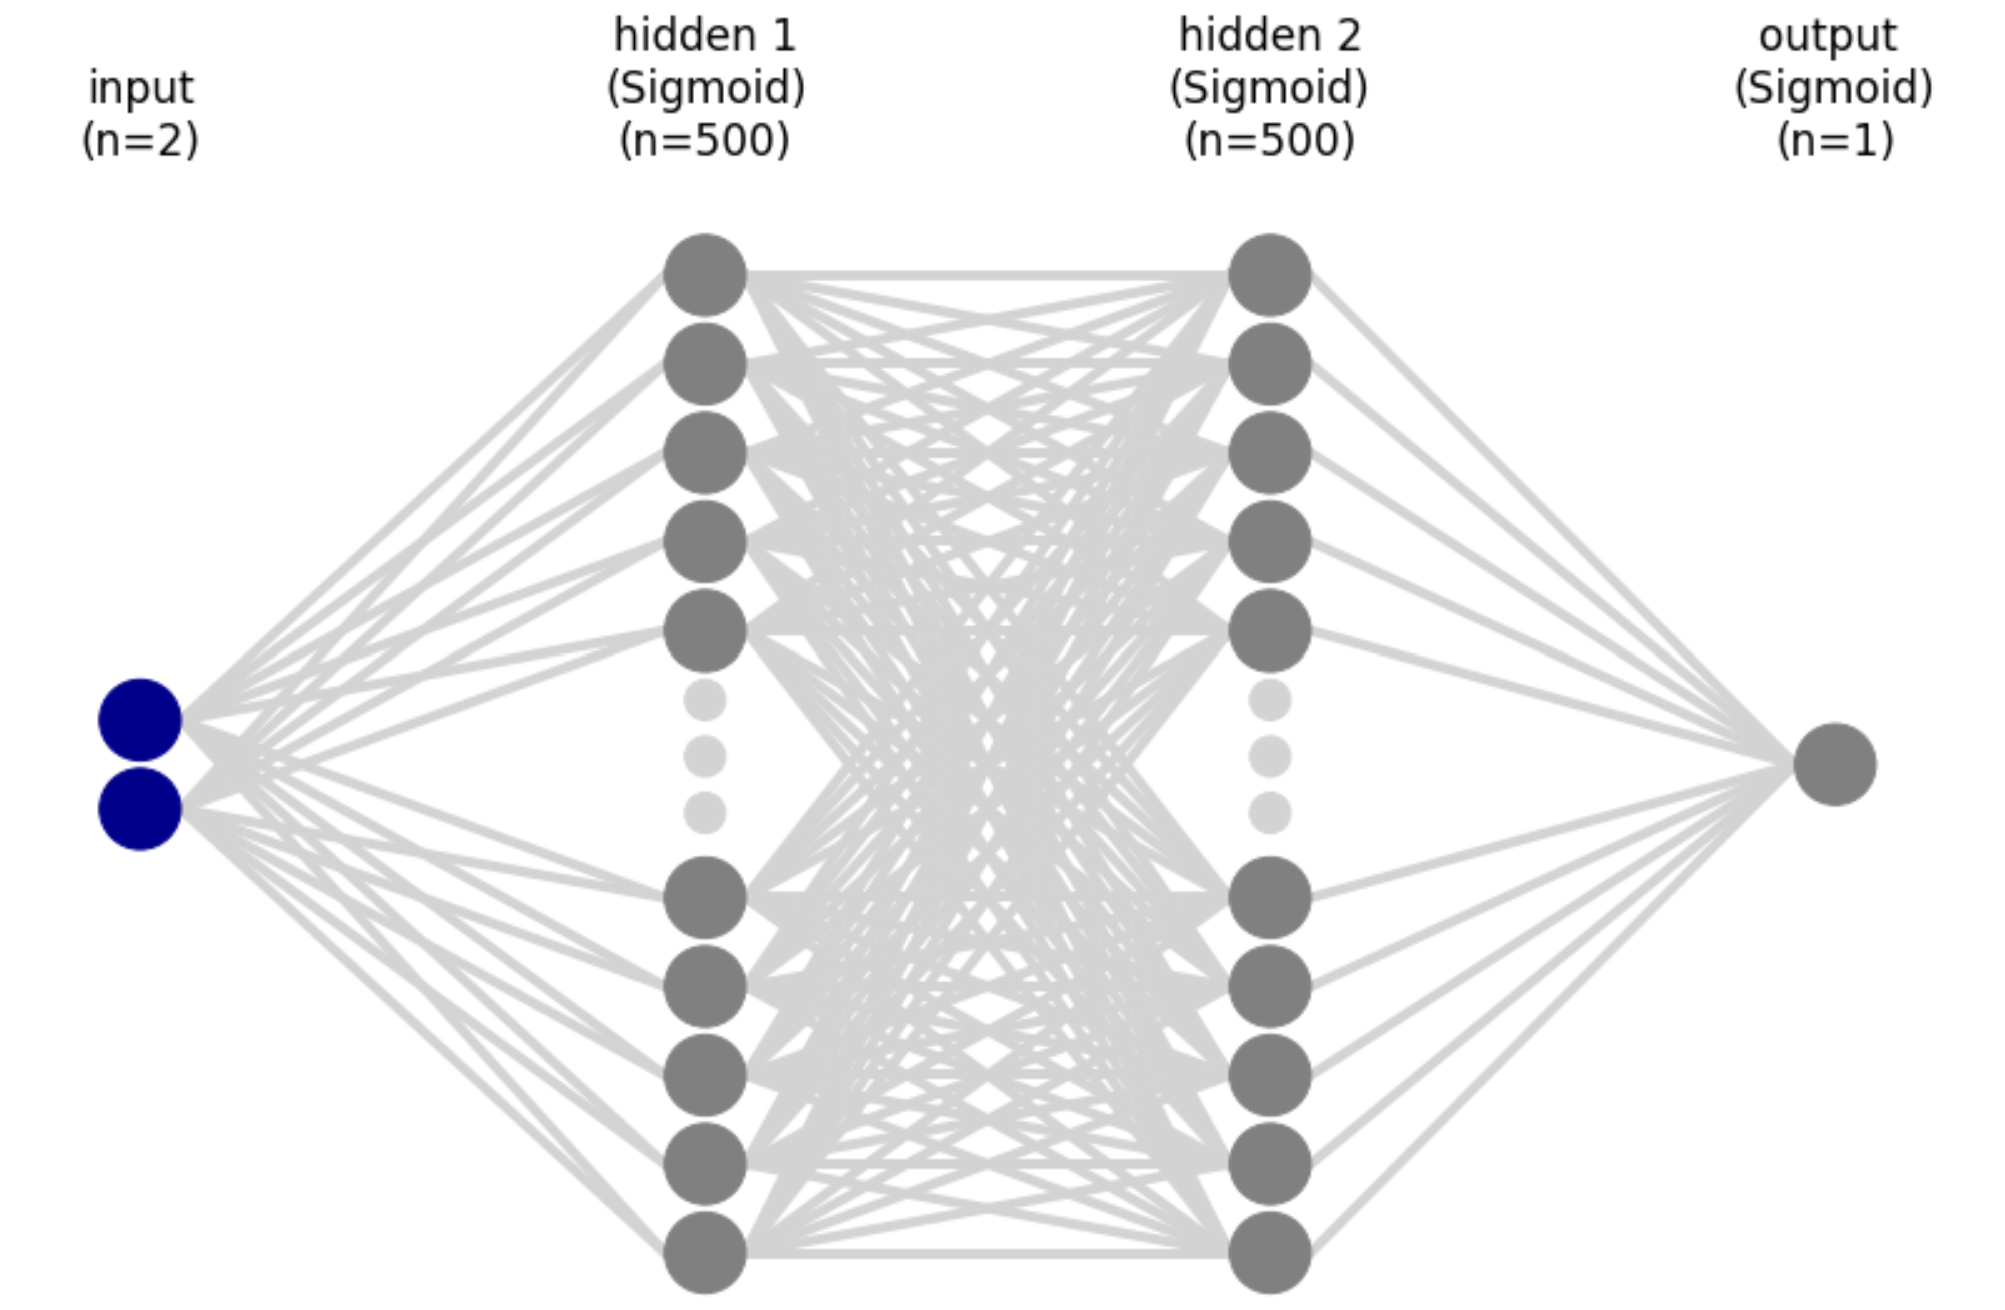 input
(n=2)
hidden 1
(Sigmoid)
(n=500)
hidden 2
(Sigmoid)
(n=500)
output
(Sigmoid)
(n=1)